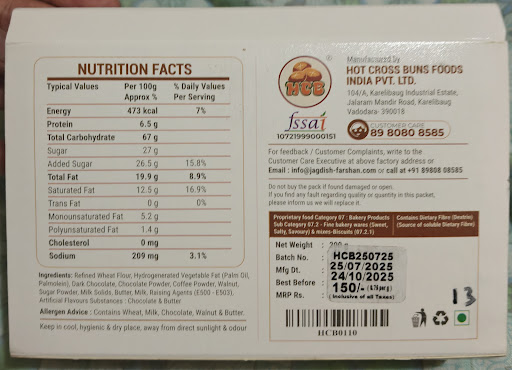 NUTRITION FACTS
Typical Values Per 100g Approx % % Daily Values Per Serving
Energy 473 kcal 7%
Protein 6.5 g
Total Carbohydrate 67 g
Sugar 27 g
Added Sugar 26.5 g 15.8%
Total Fat 19.9 g 8.9%
Saturated Fat 12.5 g 16.9%
Trans Fat 0 g 0%
Monounsaturated Fat 5.2 g
Polyunsaturated Fat 1.4 g
Cholesterol 0 mg
Sodium 209 mg 3.1%
Ingredients: Refined Wheat Flour, Hydrogenated Vegetable Fat (Palm Oil,
Palmolein), Dark Chocolate, Chocolate Powder, Coffee Powder, Walnut,
Sugar Powder, Milk Solids, Butter, Milk, Raising Agents (E500 - E503),
Artificial Flavours Substances : Chocolate & Butter.
Allergen Advice : Contains Wheat, Milk, Chocolate, Walnut & Butter.
Keep in cool, hygienic & dry place, away from direct sunlight & odour
HCB
fssai
10721999000151
Manufactured by
HOT CROSS BUNS FOODS
INDIA PVT. LTD.
104/A, Karelibaug Industrial Estate,
Jalaram Mandir Road, Karelibaug
Vadodara- 390018
CUSTOMER CARE
89 8080 8585
For feedback / Customer Complaints, write to the
Customer Care Executive at above factory address or
Email : info@jagdish-farshan.com or call at +91 89808 08585
Do not buy the pack if found damaged or open.
If you find any fault regarding quality or quantity in this packet,
please inform us we will replace it.
Proprietary food Category 07 : Bakery Products
Sub Category 07.2 - Fine bakery wares (Sweet,
Salty, Savoury) & mixes-Biscuits (07.2.1)
Contains Dietary Fibre (Dextrin)
(Source of soluble Dietary Fibre)
Net Weight : 200 g
Batch No. HCB250725
Mfg Dt. 25/07/2025
Best Before 24/10/2025
MRP Rs. 150/-
(Inclusive of all Taxes)
HCB0110
13